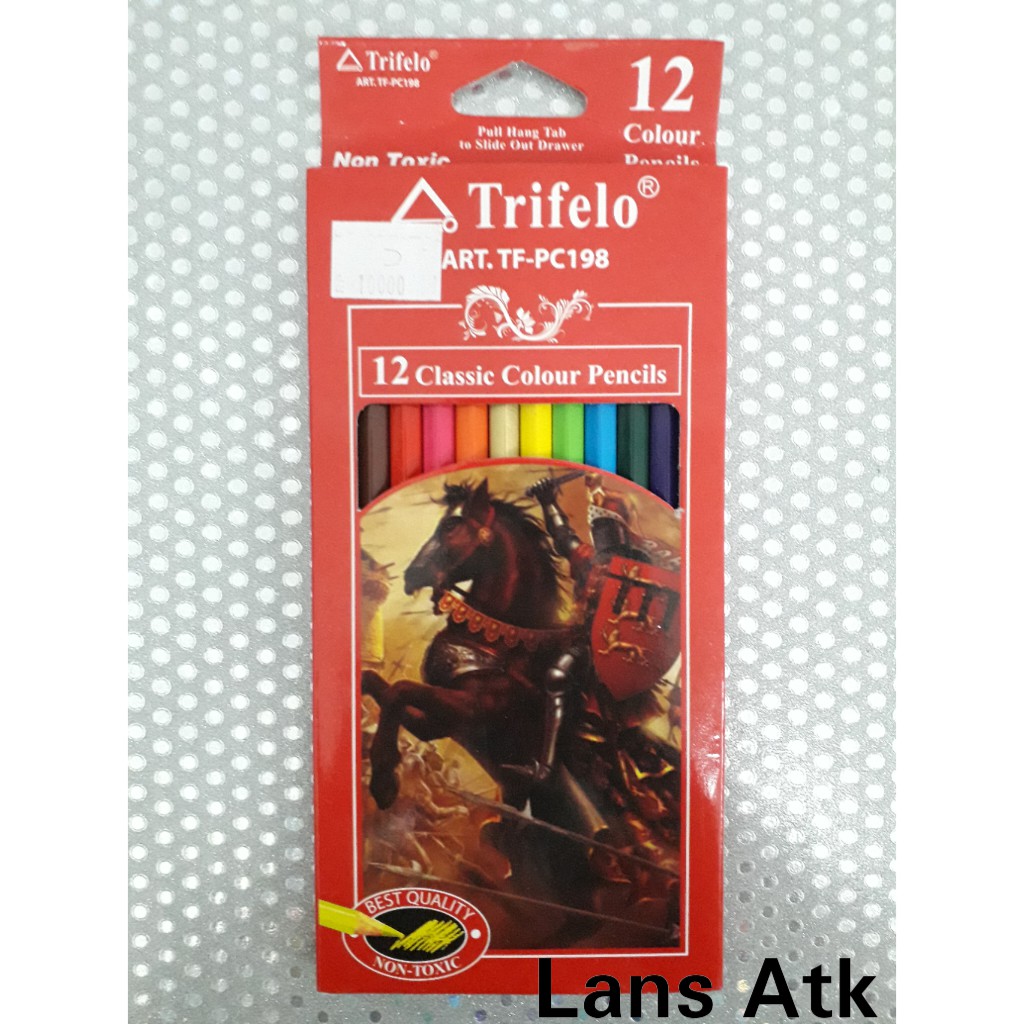 Trifelo®
ART. TF-PC198
12
Colour
Pencils
Pull Hang Tab
to Slide Out Drawer
Non Toxic
Trifelo®
ART. TF-PC198
10000
12 Classic Colour Pencils
BEST QUALITY
NON-TOXIC
Lans Atk